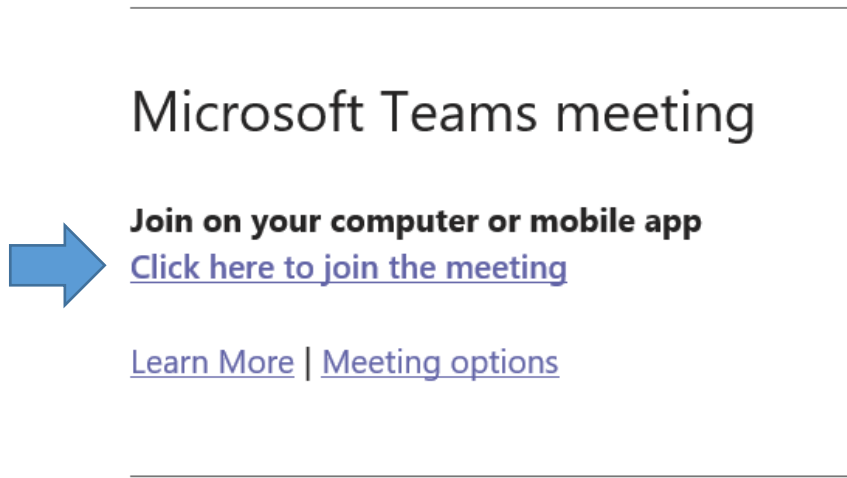 Microsoft Teams meeting
Join on your computer or mobile app
Click here to join the meeting
Learn More | Meeting options